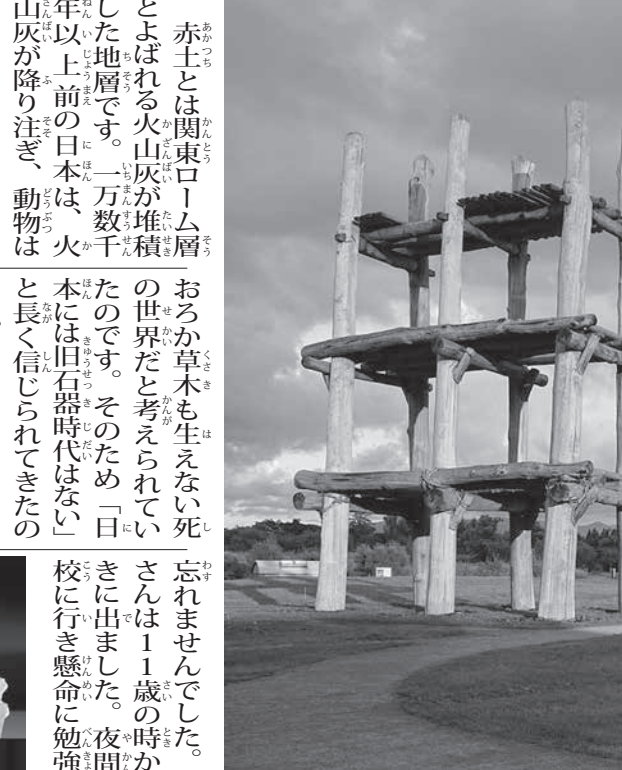 赤土とは関東ローム層
とよばれる火山灰が堆積
した地層です。一万数千
年以上前の日本は、火
山灰が降り注ぎ、動物は
おろか草木も生えない死
の世界だと考えられてい
たのです。そのため「日
本には旧石器時代はない」
と長く信じられてきたの
忘れませんでした。
さんは11歳の時か
きに出ました。夜間
校に行き懸命に勉強